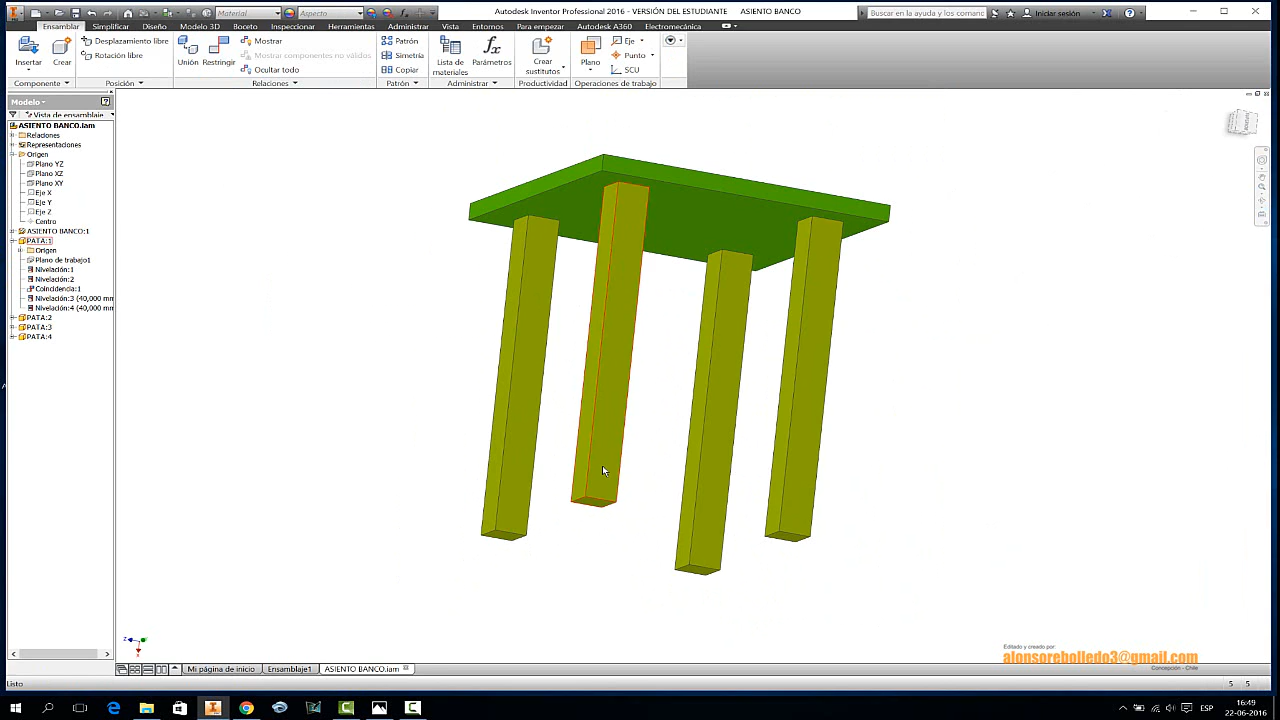 Autodesk Inventor Professional 2016 - VERSIÓN DEL ESTUDIANTE ASIENTO BANCO
Material
Aspecto
Buscar en la ayuda y los comand
Iniciar sesión
Ensamblar Simplificar Diseño Modelo 3D Boceto Inspeccionar Herramientas Administrar Vista Entornos Para empezar Autodesk A360 Electromecánica
Insertar
Crear
Desplazamiento libre
Rotación libre
Unión
Restringir
Mostrar
Mostrar componentes no válidos
Ocultar todo
Patrón
Simetría
Copiar
Lista de
materiales
Parámetros
Crear
sustitutos
Plano
Eje
Punto
SCU
Componente
Posición
Relaciones
Patrón
Administrar
Productividad
Operaciones de trabajo
Modelo
Vista de ensamblaje
ASIENTO BANCO.iam
Relaciones
Representaciones
Origen
Plano YZ
Plano XZ
Plano XY
Eje X
Eje Y
Eje Z
Centro
ASIENTO BANCO:1
PATA:1
Origen
Plano de trabajo1
Nivelación:1
Nivelación:2
Coincidencia:1
Nivelación:3 (40,000 mm
Nivelación:4 (40,000 mm
PATA:2
PATA:3
PATA:4
Editado y creado por:
alonsorebolledo3@gmail.com
Concepción - Chile
Mi página de inicio
Ensamblaje1
ASIENTO BANCO.iam
Listo
5 5
ESP
16:49
22-06-2016